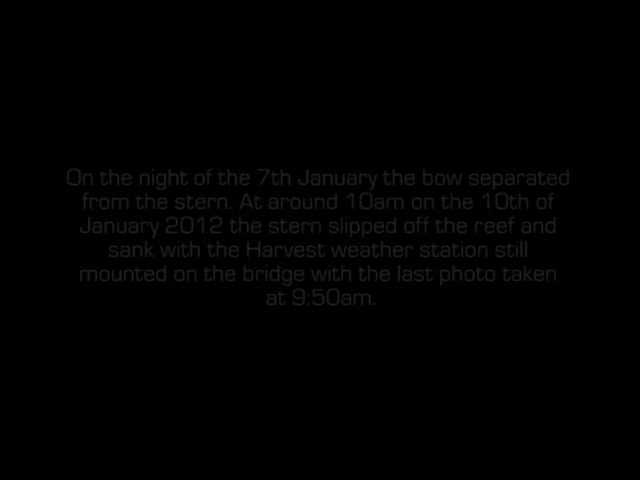 On the night of the 7th January the bow separated
from the stern. At around 10am on the 10th of
January 2012 the stern slipped off the reef and
sank with the Harvest weather station still
mounted on the bridge with the last photo taken
at 9:50am.